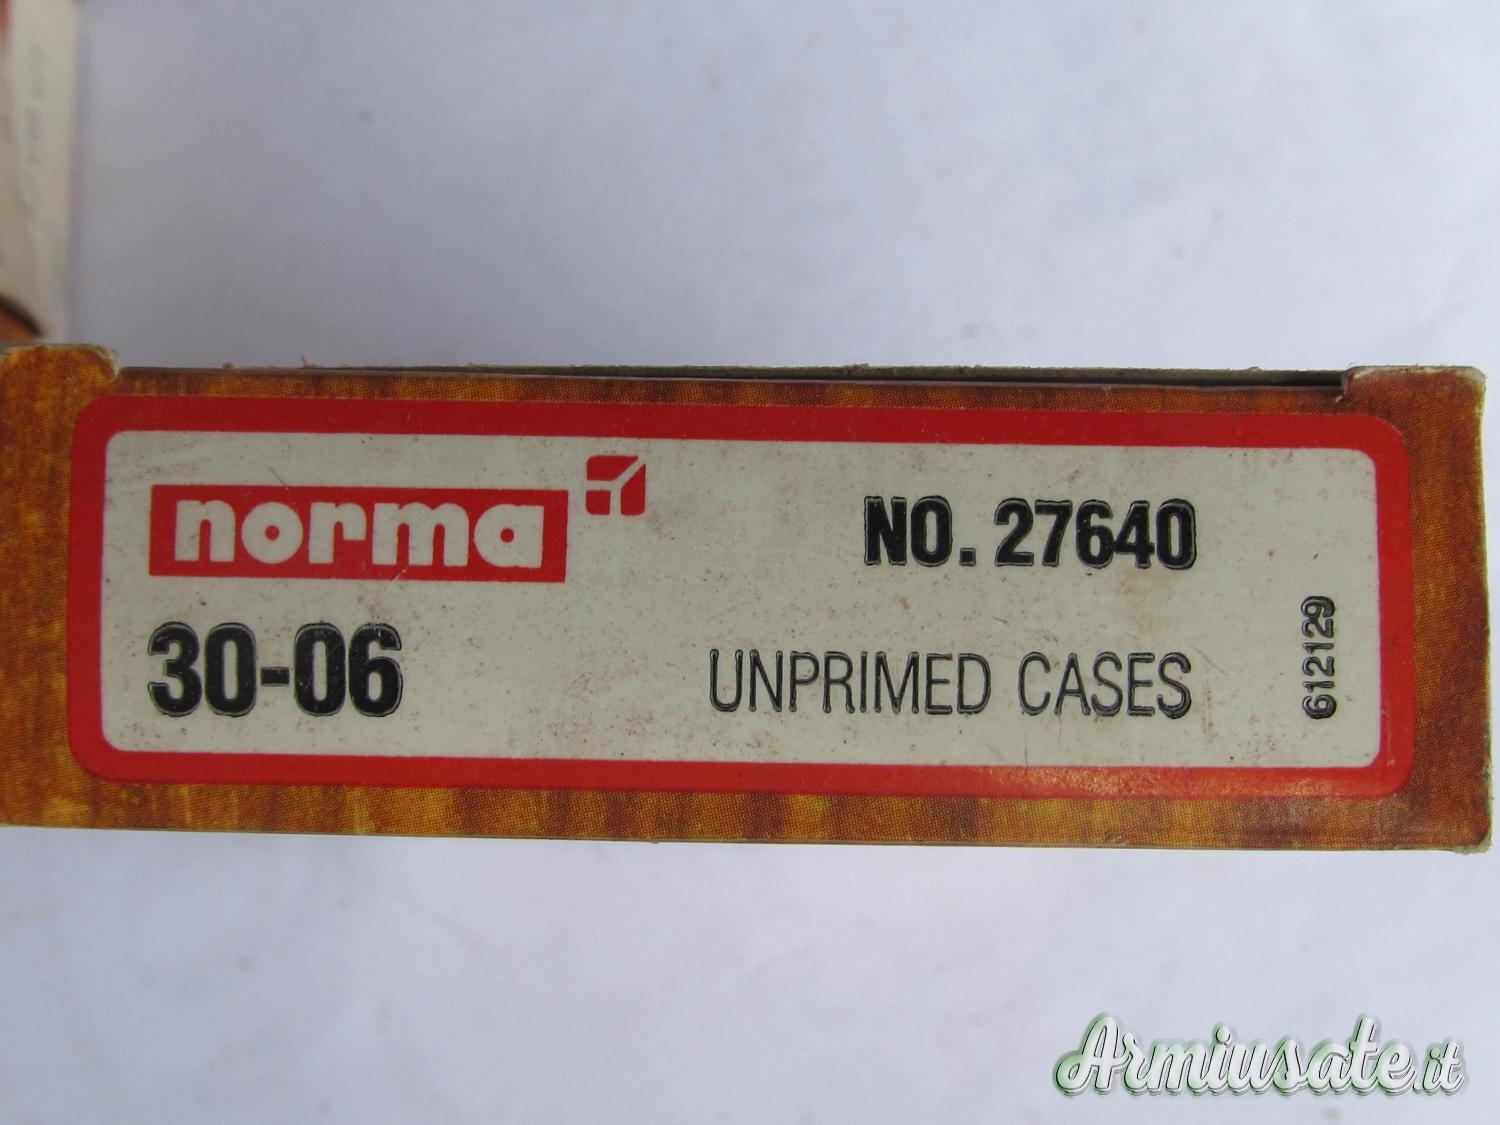 norma
NO. 27640
30-06
UNPRIMED CASES
612129
Armiusate.it